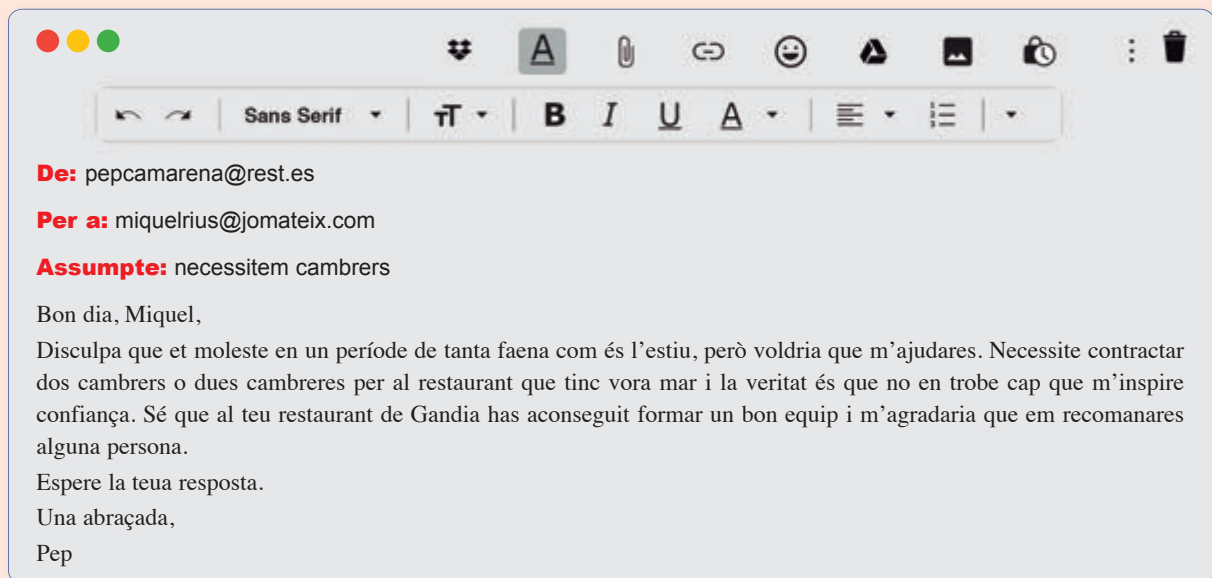 Sans Serif
B I U A
De: pepcamarena@rest.es
Per a: miquelrius@jomateix.com
Assumpte: necessitem cambrers
Bon dia, Miquel,
Disculpa que et moleste en un període de tanta faena com és l’estiu, però voldria que m’ajudares. Necessite contractar
dos cambrers o dues cambreres per al restaurant que tinc vora mar i la veritat és que no en trobe cap que m’inspire
confiança. Sé que al teu restaurant de Gandia has aconseguit formar un bon equip i m’agradaria que em recomanares
alguna persona.
Espere la teua resposta.
Una abraçada,
Pep